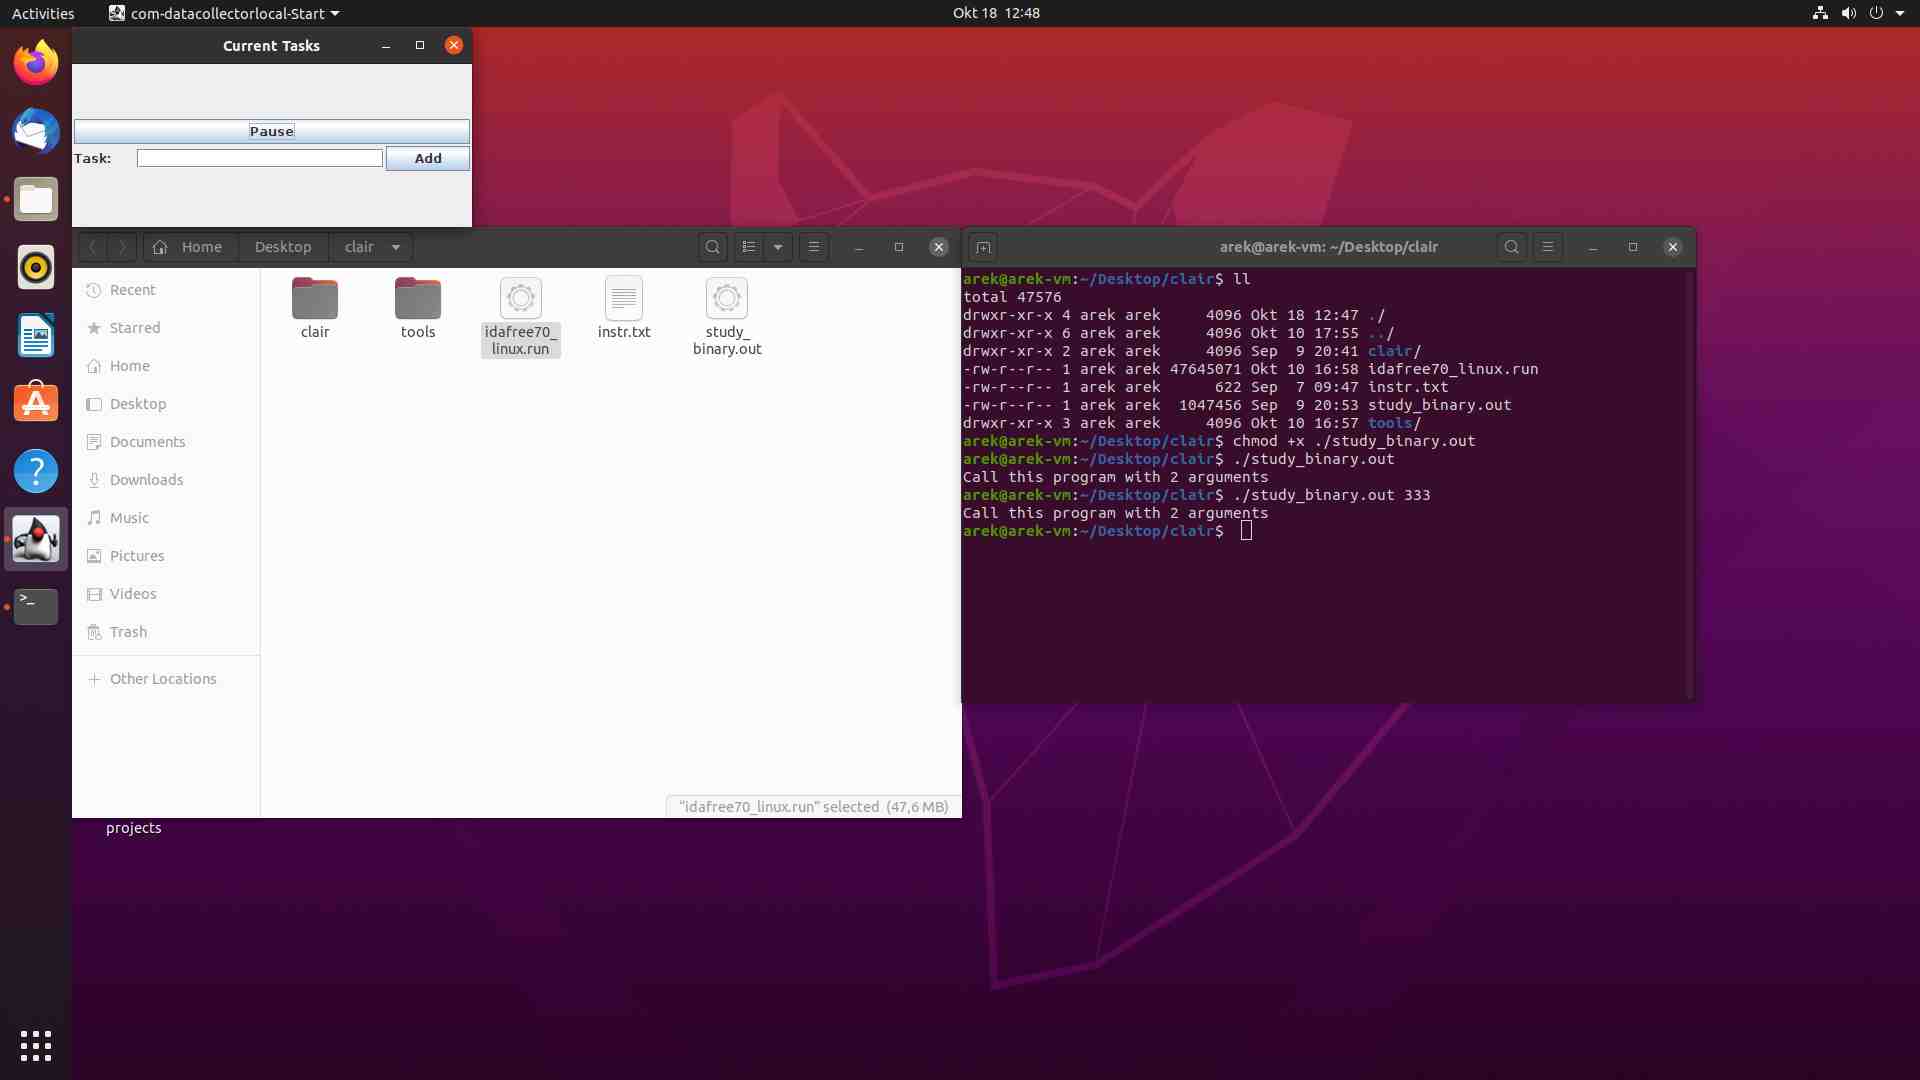 Activities
com-datacollectorlocal-Start
Okt 18 12:48
Current Tasks
Pause
Task:
Add
Home
Desktop
clair
Recent
Starred
Home
Desktop
Documents
Downloads
Music
Pictures
Videos
Trash
Other Locations
clair
tools
idafree70_
linux.run
instr.txt
study_
binary.out
"idafree70_linux.run" selected (47,6 MB)
projects
arek@arek-vm: ~/Desktop/clair
arek@arek-vm:~/Desktop/clair$ ll
total 47576
drwxr-xr-x 4 arek arek     4096 Okt 18 12:47 ./
drwxr-xr-x 6 arek arek     4096 Okt 10 17:55 ../
drwxr-xr-x 2 arek arek     4096 Sep  9 20:41 clair/
-rw-r--r-- 1 arek arek 47645071 Okt 10 16:58 idafree70_linux.run
-rw-r--r-- 1 arek arek      622 Sep  7 09:47 instr.txt
-rw-r--r-- 1 arek arek  1047456 Sep  9 20:53 study_binary.out
drwxr-xr-x 3 arek arek     4096 Okt 10 16:57 tools/
arek@arek-vm:~/Desktop/clair$ chmod +x ./study_binary.out
arek@arek-vm:~/Desktop/clair$ ./study_binary.out
Call this program with 2 arguments
arek@arek-vm:~/Desktop/clair$ ./study_binary.out 333
Call this program with 2 arguments
arek@arek-vm:~/Desktop/clair$